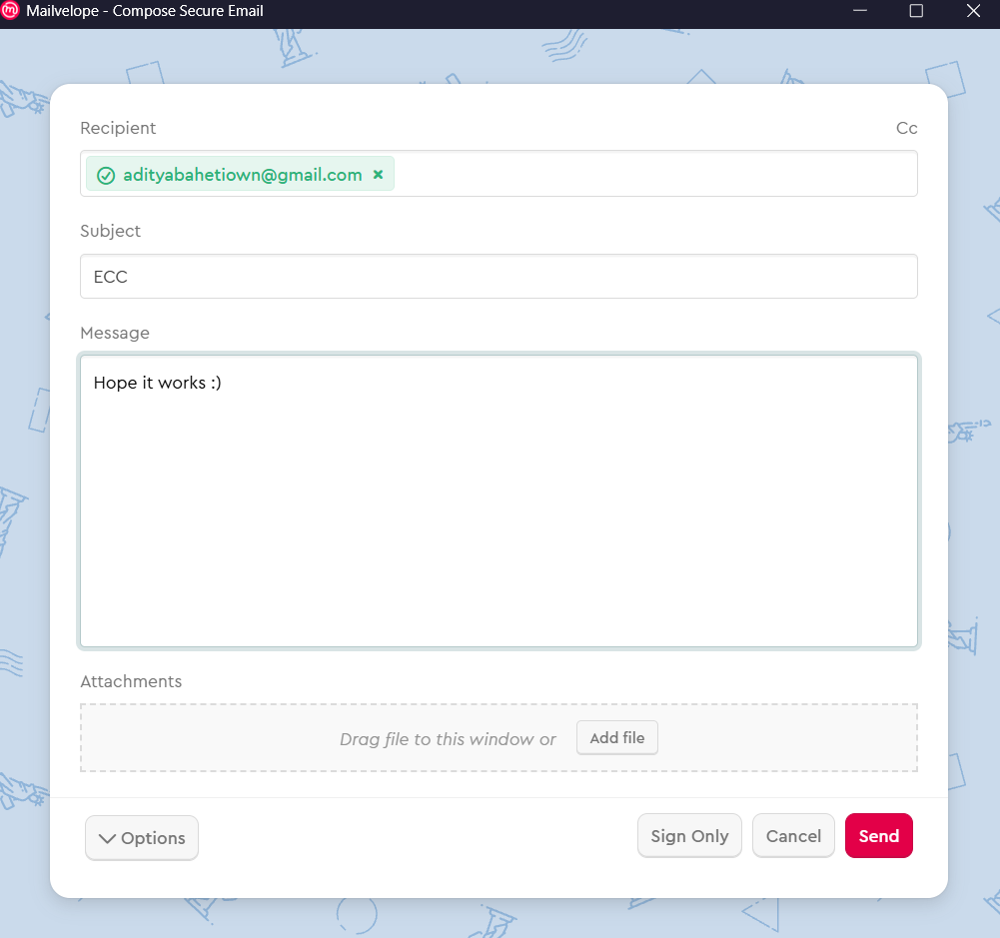 Mailvelope - Compose Secure Email
Recipient Cc
adityabahetiown@gmail.com ×
Subject
ECC
Message
Hope it works :)
Attachments
Drag file to this window or Add file
Options Sign Only Cancel Send